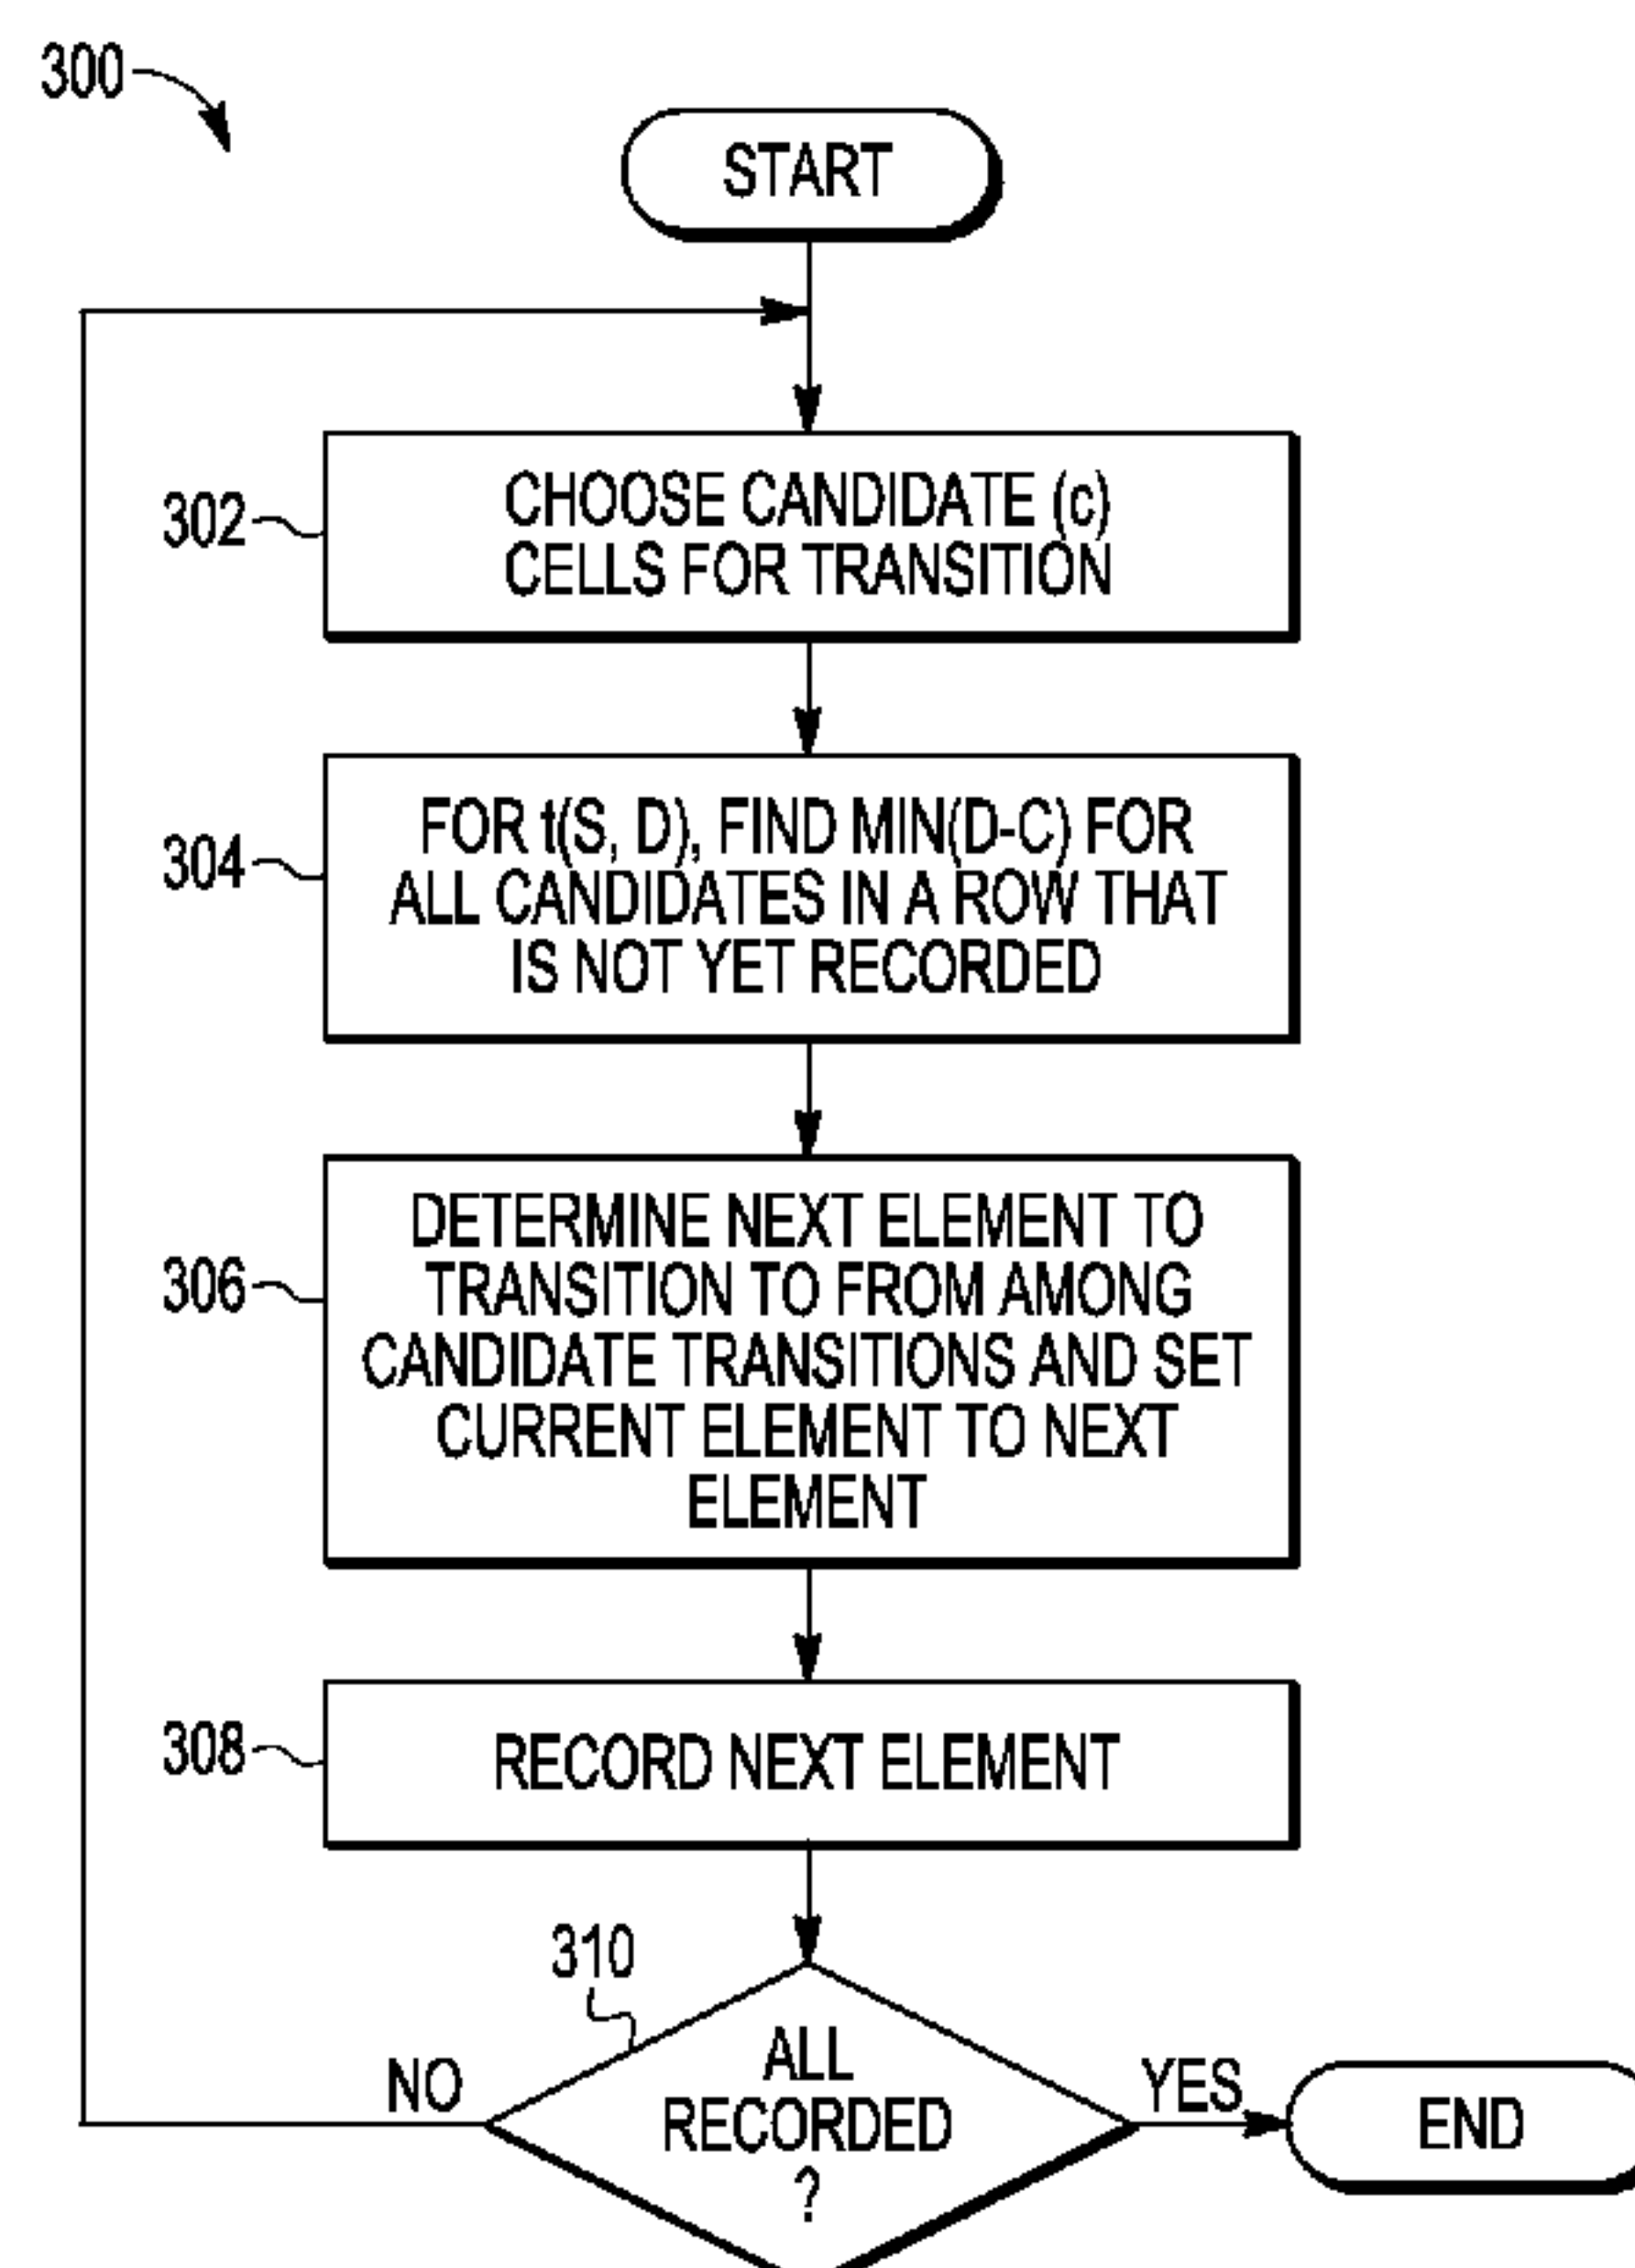 300
START
302
CHOOSE CANDIDATE (c)
CELLS FOR TRANSITION
304
FOR t(S, D), FIND MIN(D-C) FOR
ALL CANDIDATES IN A ROW THAT
IS NOT YET RECORDED
306
DETERMINE NEXT ELEMENT TO
TRANSITION TO FROM AMONG
CANDIDATE TRANSITIONS AND SET
CURRENT ELEMENT TO NEXT
ELEMENT
308
RECORD NEXT ELEMENT
310
ALL
RECORDED
?
NO
YES
END